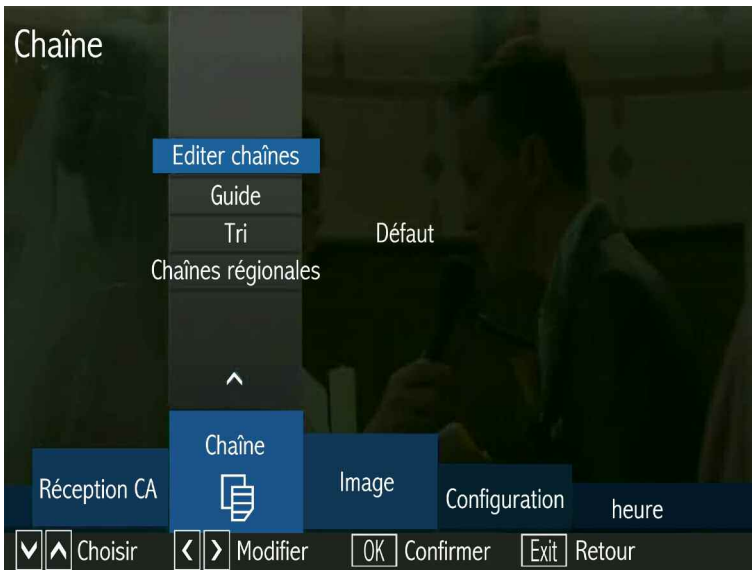 Chaîne
Editer chaînes
Guide
Tri Défaut
Chaînes régionales
Chaîne
Réception CA Image Configuration heure
Choisir Modifier OK Confirmer Exit Retour